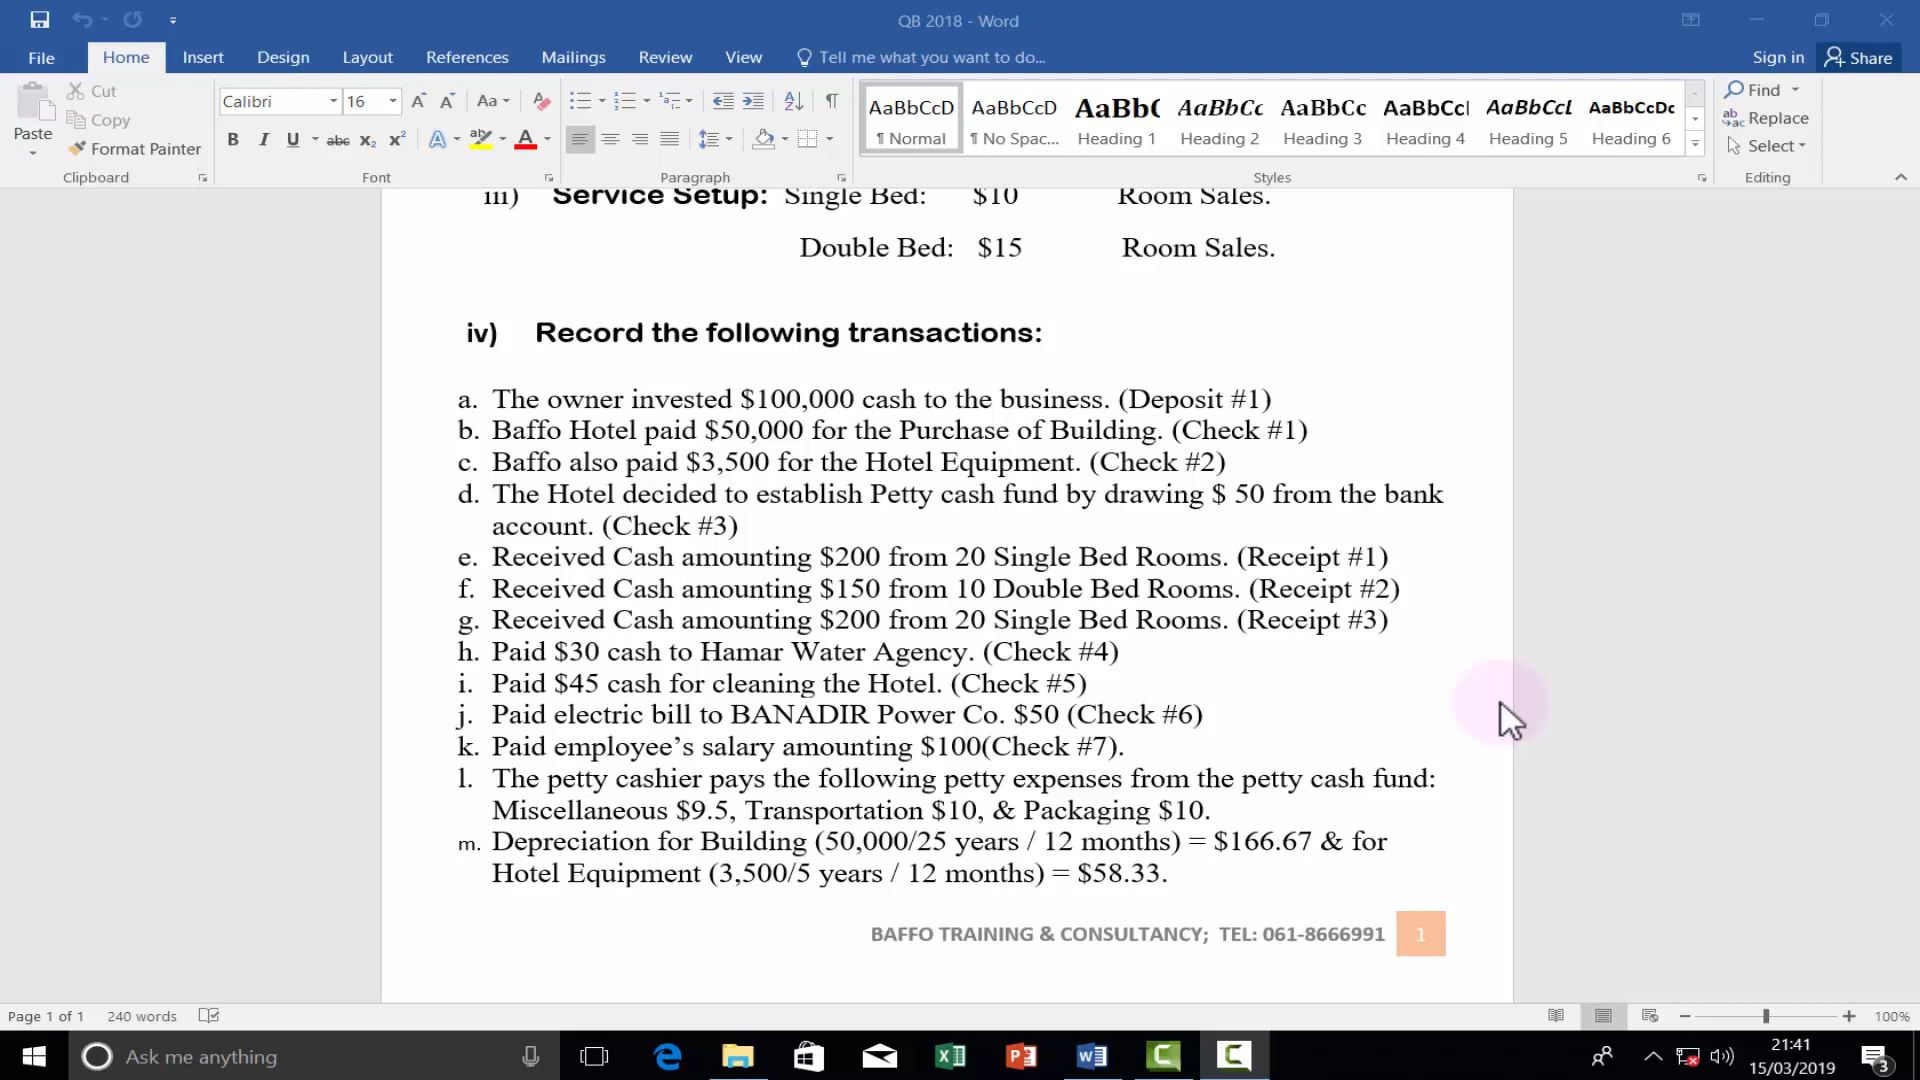 QB 2018 - Word
File Home Insert Design Layout References Mailings Review View Tell me what you want to do... Sign in Share
Paste Cut Copy Format Painter
Calibri 16 Aa
B I U abc x₂ x² A A
AaBbCcD AaBbCcD AaBb( AaBbCc AaBbCc AaBbCcI AaBbCcL AaBbCcDc
¶ Normal ¶ No Spac... Heading 1 Heading 2 Heading 3 Heading 4 Heading 5 Heading 6
Find Replace Select
Clipboard Font Paragraph Styles Editing
iii) Service Setup: Single Bed: $10 Room Sales.
Double Bed: $15 Room Sales.
iv) Record the following transactions:
a. The owner invested $100,000 cash to the business. (Deposit #1)
b. Baffo Hotel paid $50,000 for the Purchase of Building. (Check #1)
c. Baffo also paid $3,500 for the Hotel Equipment. (Check #2)
d. The Hotel decided to establish Petty cash fund by drawing $ 50 from the bank
account. (Check #3)
e. Received Cash amounting $200 from 20 Single Bed Rooms. (Receipt #1)
f. Received Cash amounting $150 from 10 Double Bed Rooms. (Receipt #2)
g. Received Cash amounting $200 from 20 Single Bed Rooms. (Receipt #3)
h. Paid $30 cash to Hamar Water Agency. (Check #4)
i. Paid $45 cash for cleaning the Hotel. (Check #5)
j. Paid electric bill to BANADIR Power Co. $50 (Check #6)
k. Paid employee’s salary amounting $100(Check #7).
l. The petty cashier pays the following petty expenses from the petty cash fund:
Miscellaneous $9.5, Transportation $10, & Packaging $10.
m. Depreciation for Building (50,000/25 years / 12 months) = $166.67 & for
Hotel Equipment (3,500/5 years / 12 months) = $58.33.
BAFFO TRAINING & CONSULTANCY; TEL: 061-8666991 1
Page 1 of 1 240 words 100%
Ask me anything
21:41
15/03/2019
3